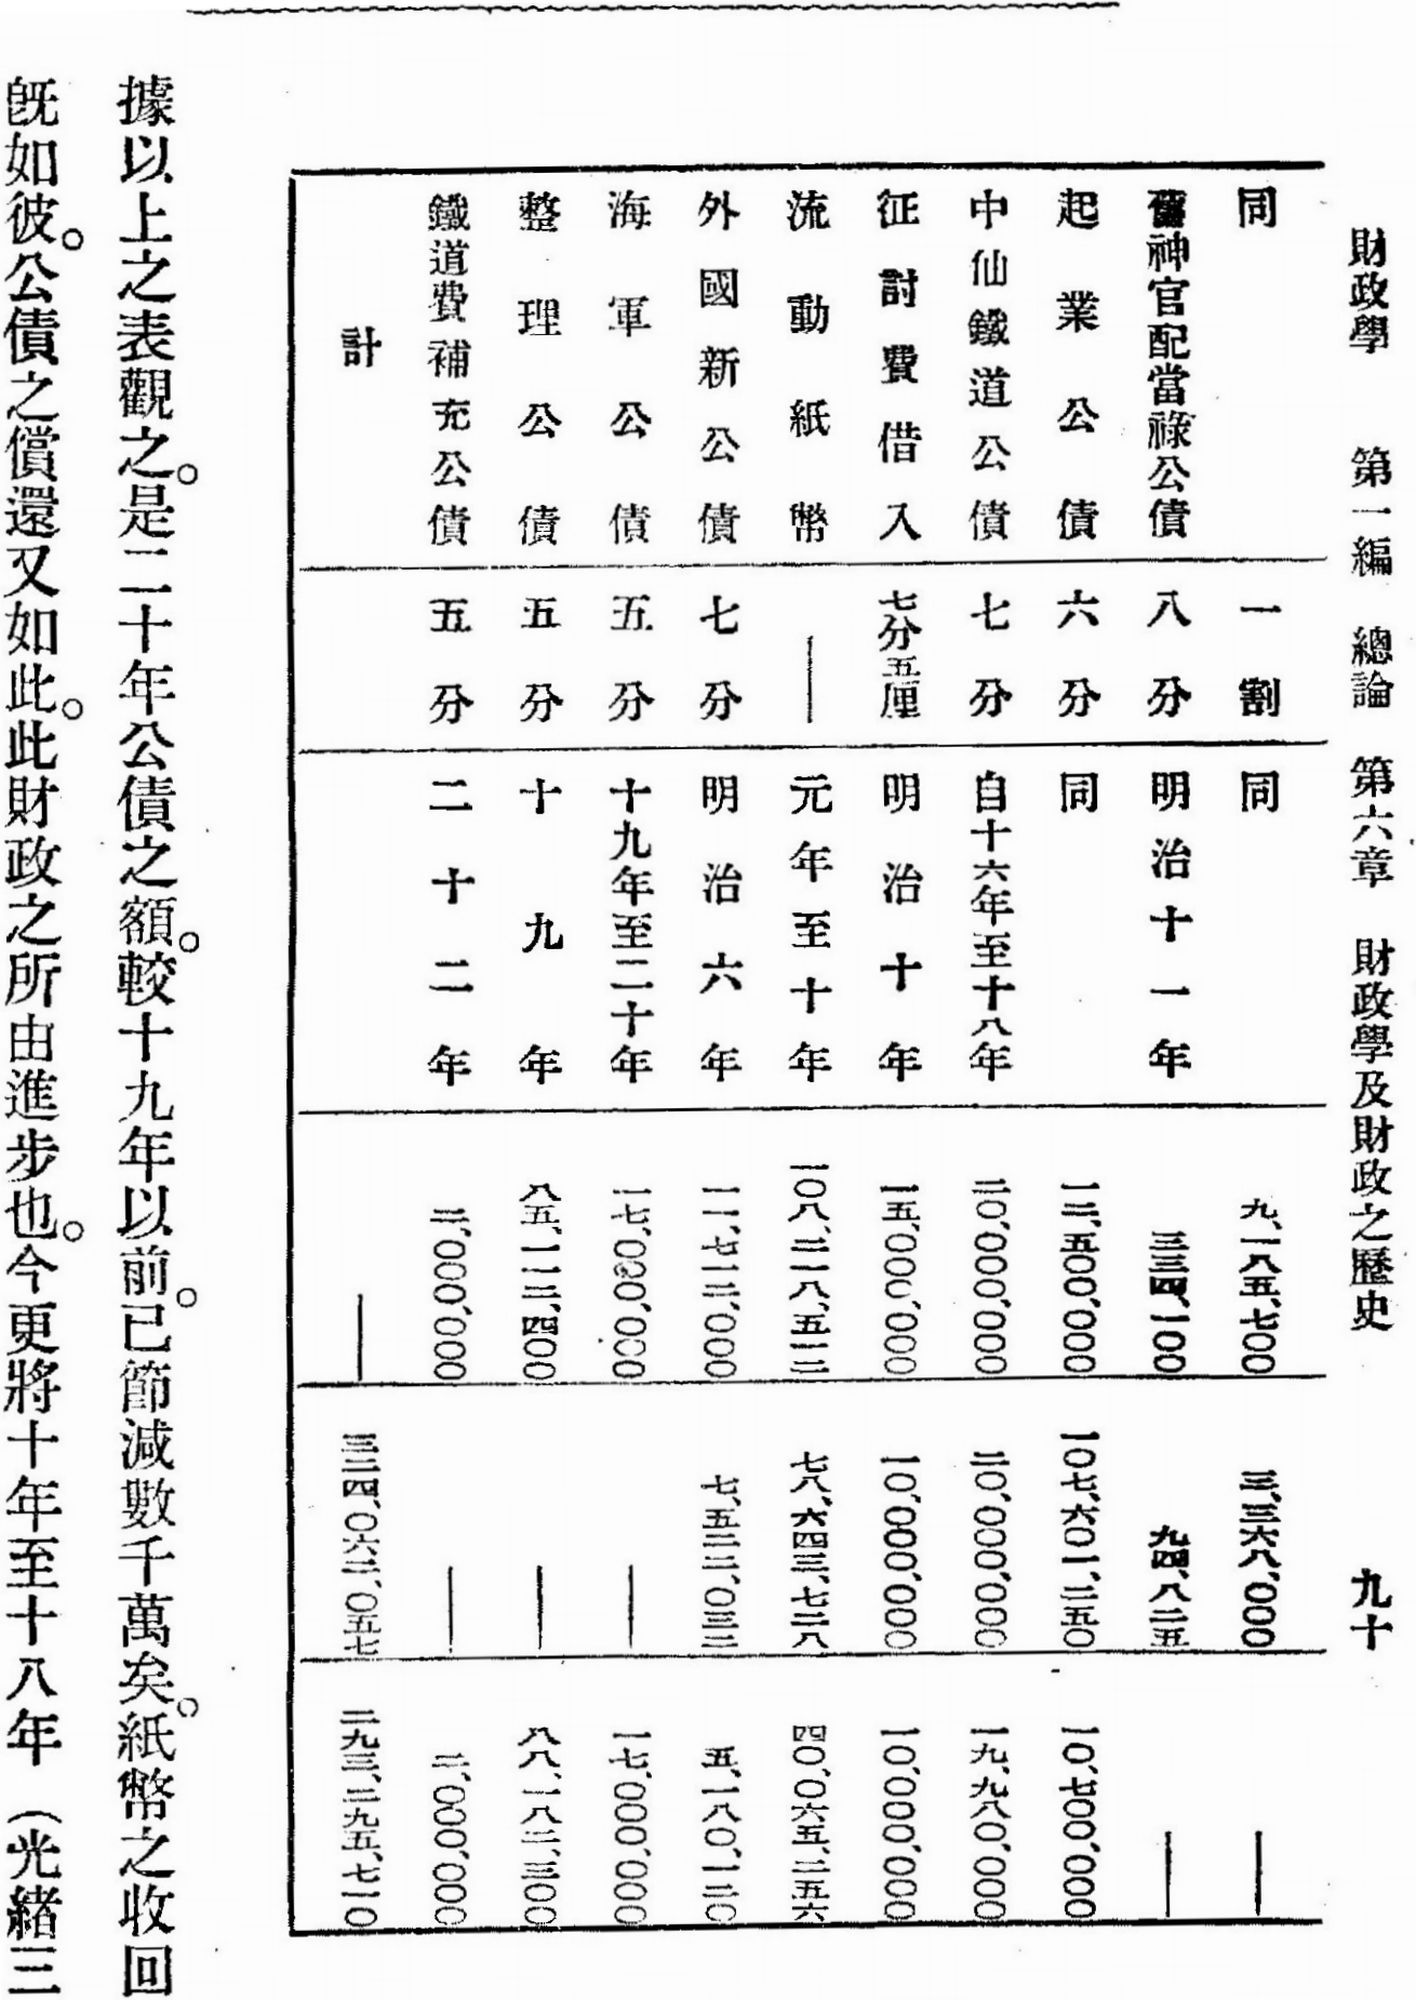 財政學　第一編　總論　第六章　財政學及財政之歷史　九十
同　一割　同　九、一八五、七〇〇　三、三六八、〇〇〇　｜
舊神官配當祿公債　八分　明治十一年　三三四、一〇〇　九四、八二五　｜
起業公債　六分　同　一二、五〇〇、〇〇〇　一〇七、六〇一、二五〇　一〇、七〇〇、〇〇〇
中仙鐵道公債　七分　自十六年至十八年　二〇、〇〇〇、〇〇〇　二〇、〇〇〇、〇〇〇　一九、九八〇、〇〇〇
征討費借入　七分五厘　明治十年　一五、〇〇〇、〇〇〇　一〇、〇〇〇、〇〇〇　一〇、〇〇〇、〇〇〇
流動紙幣　｜　元年至十年　一〇八、二一八、五一二　七八、六四三、七二八　四〇、〇六五、二五六
外國新公債　七分　明治六年　一一、七一二、〇〇〇　七、五二二、〇三二　五、一八〇、一二〇
海軍公債　五分　十九年至二十年　一七、〇〇〇、〇〇〇　｜　一七、〇〇〇、〇〇〇
整理公債　五分　十九年　八五、一一二、四〇〇　｜　八八、一八二、三〇〇
鐵道費補充公債　五分　二十二年　二、〇〇〇、〇〇〇　｜　二、〇〇〇、〇〇〇
計　｜　三二四、〇六二、〇五七　二九三、二九五、七一〇
據以上之表觀之。是二十年公債之額。較十九年以前。已節減數千萬矣。紙幣之收回
旣如彼。公債之償還又如此。此財政之所由進步也。今更將十年至十八年（光緒三